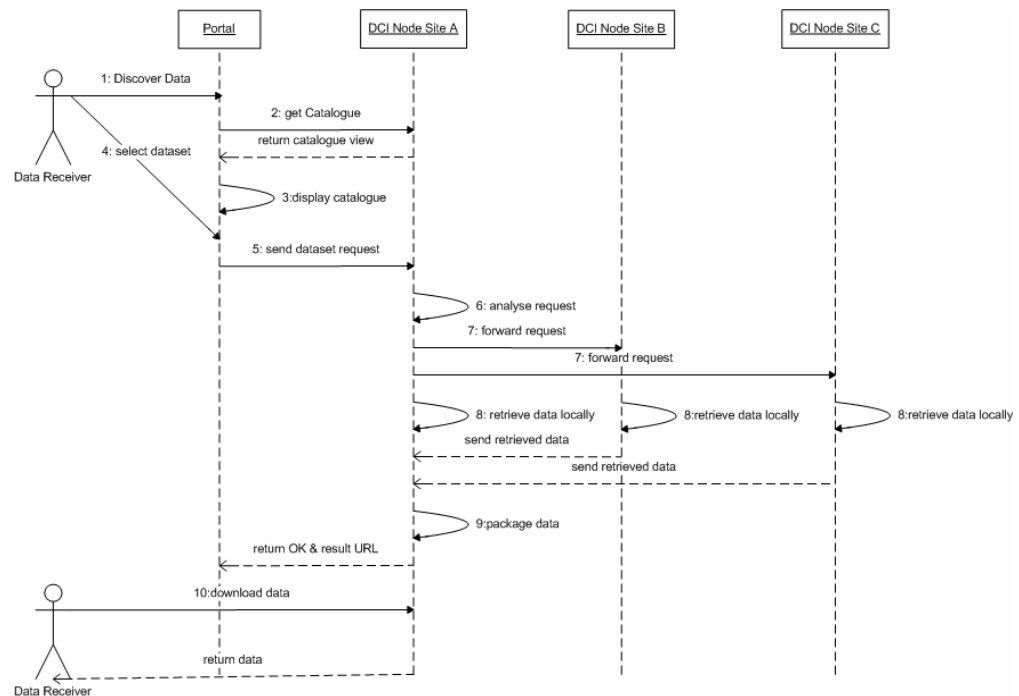 Portal
DCI Node Site A
DCI Node Site B
DCI Node Site C
1: Discover Data
2: get Catalogue
return catalogue view
4: select dataset
Data Receiver
3:display catalogue
5: send dataset request
6: analyse request
7: forward request
7: forward request
8: retrieve data locally
8:retrieve data locally
8:retrieve data locally
send retrieved data
send retrieved data
9:package data
return OK & result URL
10:download data
return data
Data Receiver